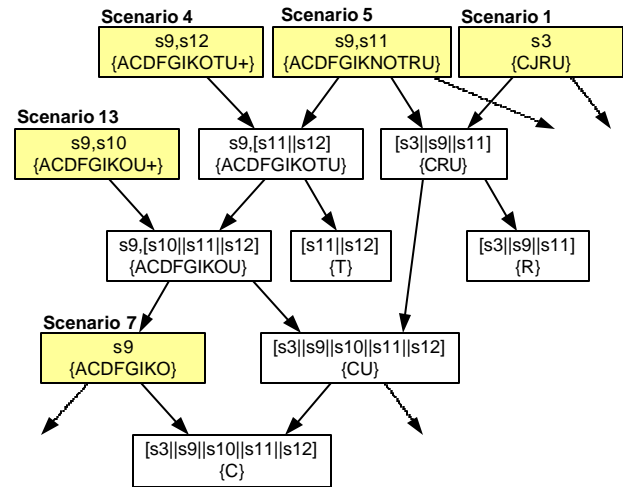 Scenario 4
Scenario 5
Scenario 1
s9,s12
{ACDFGIKOTU+}
s9,s11
{ACDFGIKNOTRU}
s3
{CJRU}
Scenario 13
s9,s10
{ACDFGIKOU+}
s9,[s11||s12]
{ACDFGIKOTU}
[s3||s9||s11]
{CRU}
s9,[s10||s11||s12]
{ACDFGIKOU}
[s11||s12]
{T}
[s3||s9||s11]
{R}
Scenario 7
s9
{ACDFGIKO}
[s3||s9||s10||s11||s12]
{CU}
[s3||s9||s10||s11||s12]
{C}